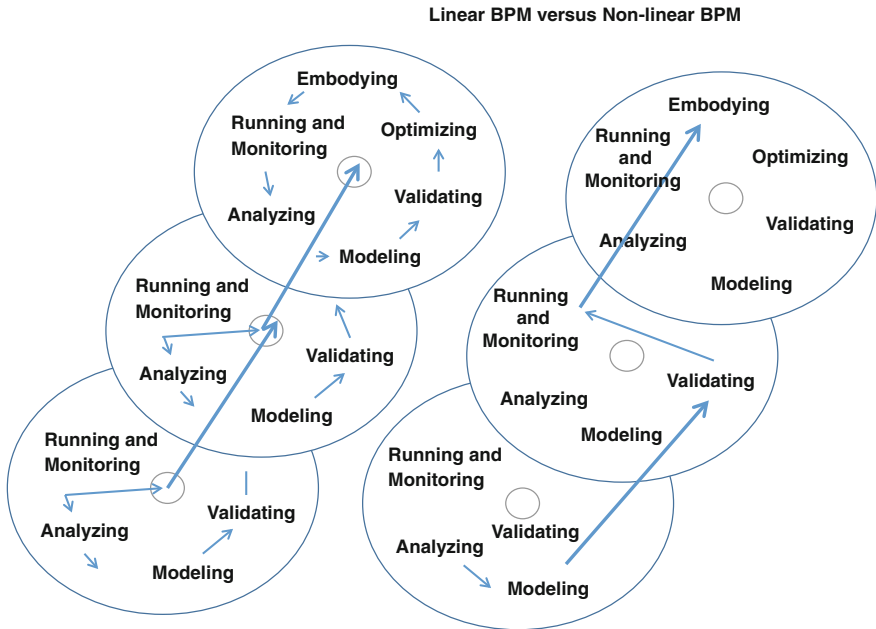 Linear BPM versus Non-linear BPM
Embodying
Running and
Monitoring
Optimizing
Validating
Analyzing
Modeling
Running and
Monitoring
Validating
Analyzing
Modeling
Running and
Monitoring
Validating
Analyzing
Modeling
Embodying
Running
and
Monitoring
Optimizing
Validating
Analyzing
Modeling
Running
and
Monitoring
Validating
Analyzing
Modeling
Running and
Monitoring
Validating
Analyzing
Modeling